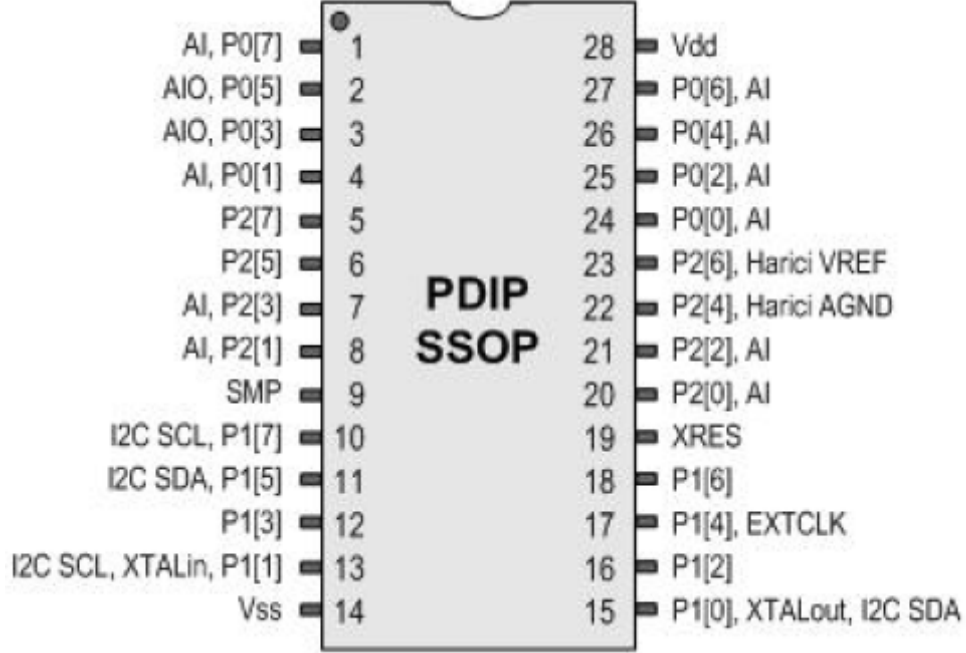 AI, P0[7] 1 28 Vdd
AIO, P0[5] 2 27 P0[6], AI
AIO, P0[3] 3 26 P0[4], AI
AI, P0[1] 4 25 P0[2], AI
P2[7] 5 24 P0[0], AI
P2[5] 6 23 P2[6], Harici VREF
AI, P2[3] 7 22 P2[4], Harici AGND
AI, P2[1] 8 21 P2[2], AI
SMP 9 20 P2[0], AI
I2C SCL, P1[7] 10 19 XRES
I2C SDA, P1[5] 11 18 P1[6]
P1[3] 12 17 P1[4], EXTCLK
I2C SCL, XTALin, P1[1] 13 16 P1[2]
Vss 14 15 P1[0], XTALout, I2C SDA
PDIP
SSOP